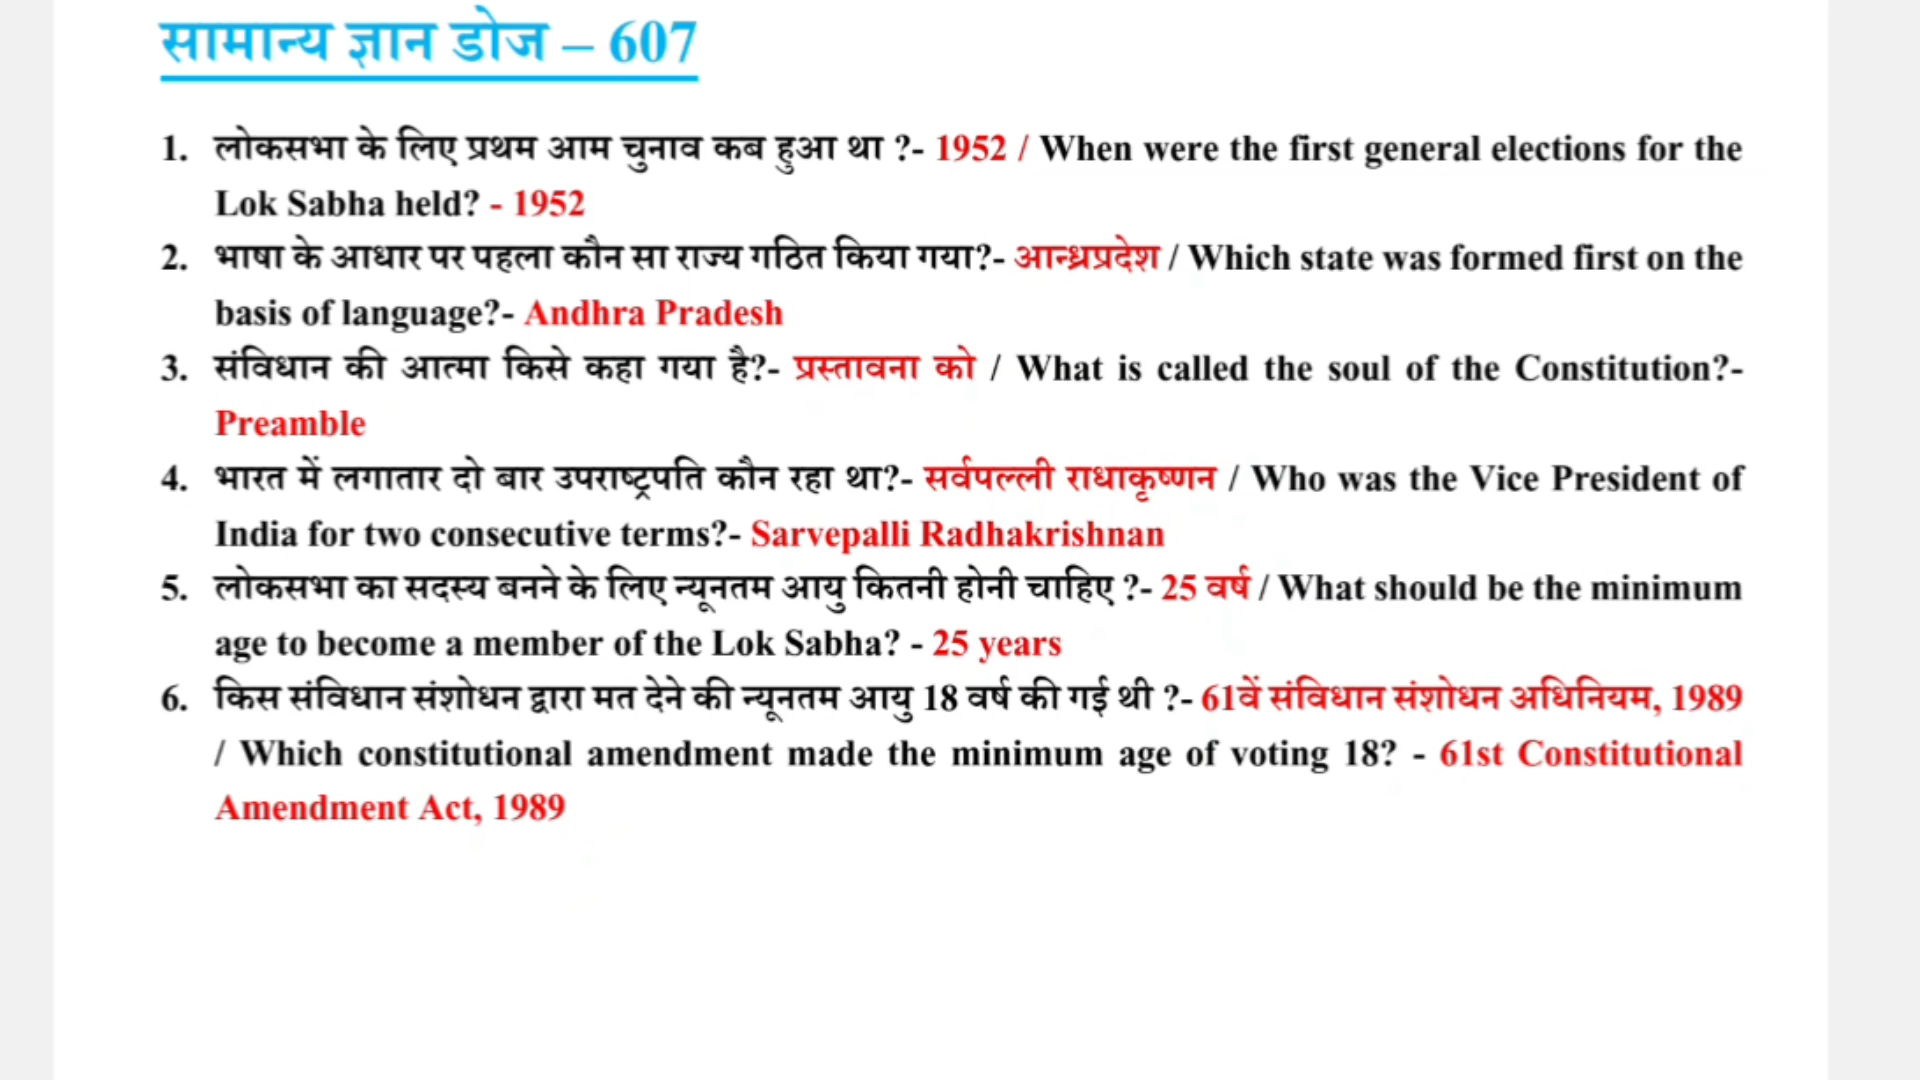 सामान्य ज्ञान डोज – 607
1. लोकसभा के लिए प्रथम आम चुनाव कब हुआ था ?- 1952 / When were the first general elections for the
Lok Sabha held? - 1952
2. भाषा के आधार पर पहला कौन सा राज्य गठित किया गया?- आन्ध्रप्रदेश / Which state was formed first on the
basis of language?- Andhra Pradesh
3. संविधान की आत्मा किसे कहा गया है?- प्रस्तावना को / What is called the soul of the Constitution?-
Preamble
4. भारत में लगातार दो बार उपराष्ट्रपति कौन रहा था?- सर्वपल्ली राधाकृष्णन / Who was the Vice President of
India for two consecutive terms?- Sarvepalli Radhakrishnan
5. लोकसभा का सदस्य बनने के लिए न्यूनतम आयु कितनी होनी चाहिए ?- 25 वर्ष / What should be the minimum
age to become a member of the Lok Sabha? - 25 years
6. किस संविधान संशोधन द्वारा मत देने की न्यूनतम आयु 18 वर्ष की गई थी ?- 61वें संविधान संशोधन अधिनियम, 1989
/ Which constitutional amendment made the minimum age of voting 18? - 61st Constitutional
Amendment Act, 1989